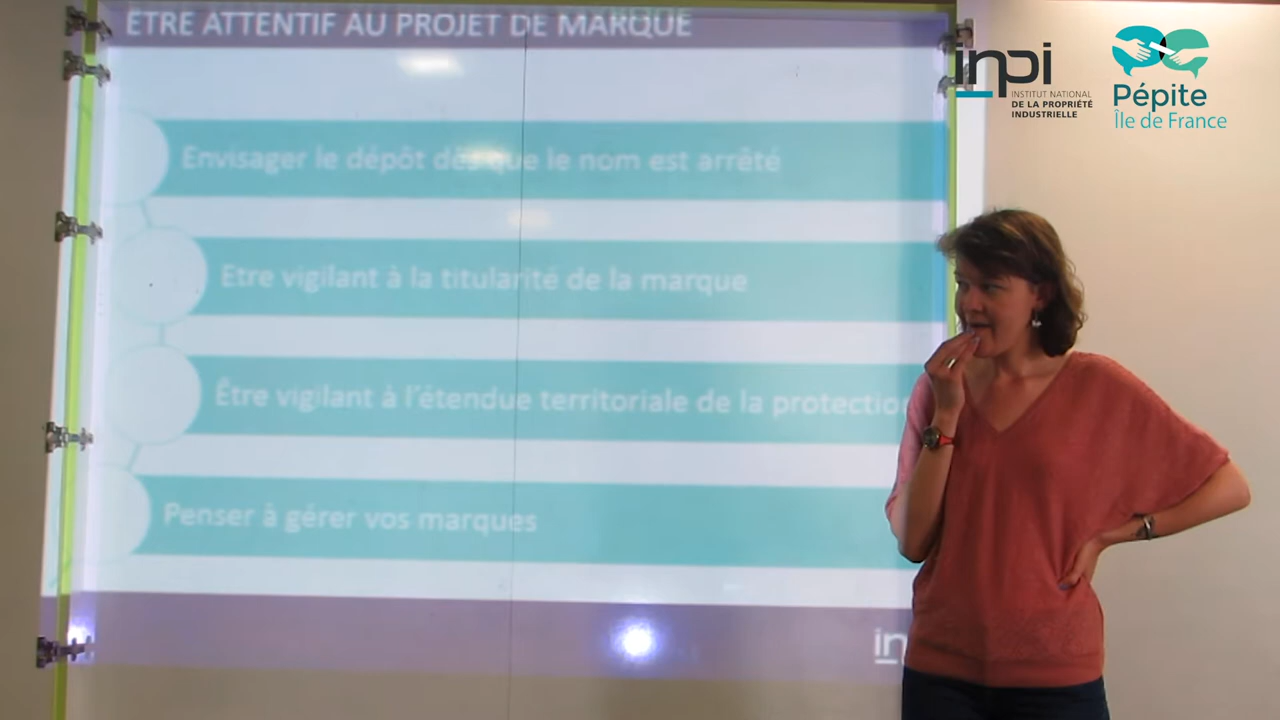 ETRE ATTENTIF AU PROJET DE MARQUE
Envisager le dépôt dès que le nom est arrêté
Etre vigilant à la titularité de la marque
Être vigilant à l'étendue territoriale de la protection
Penser à gérer vos marques
in
inpi
INSTITUT NATIONAL
DE LA PROPRIÉTÉ
INDUSTRIELLE
Pépite
Île de France